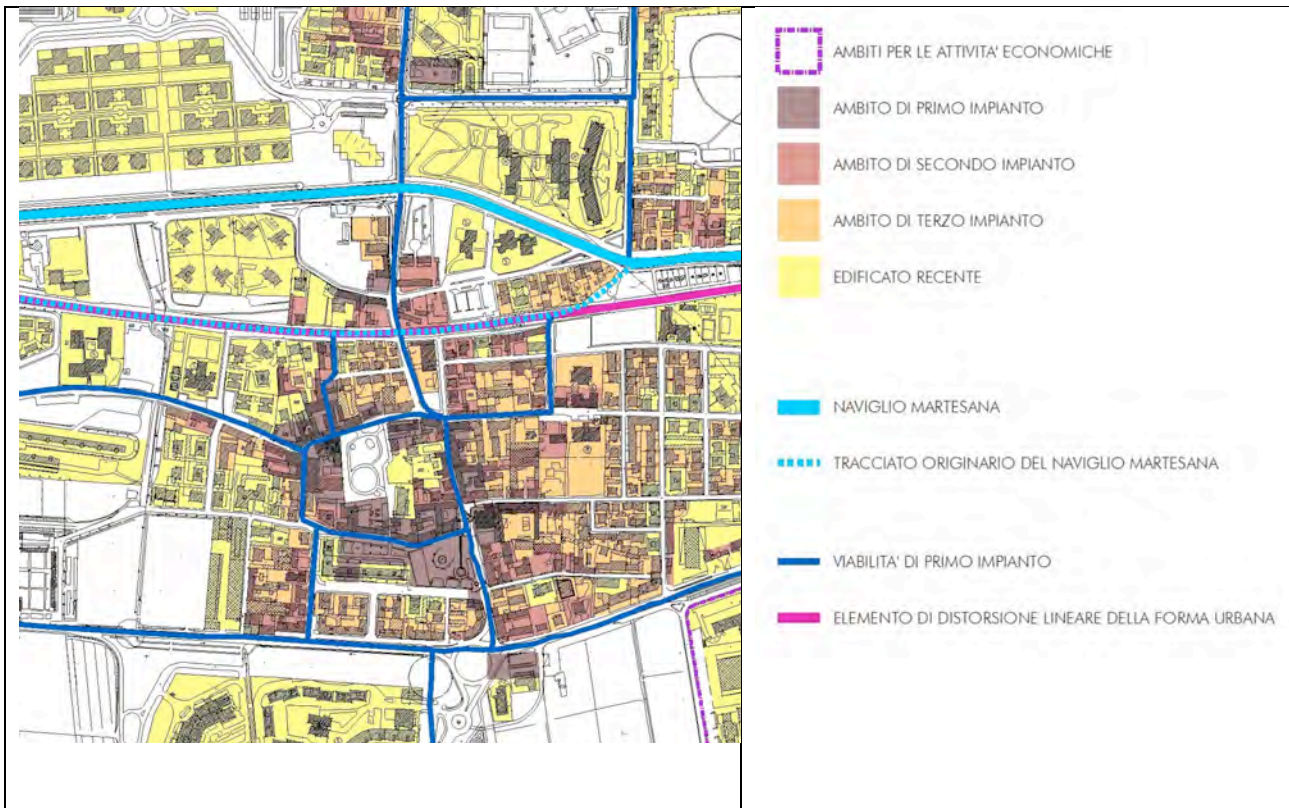 AMBITI PER LE ATTIVITA' ECONOMICHE
AMBITO DI PRIMO IMPIANTO
AMBITO DI SECONDO IMPIANTO
AMBITO DI TERZO IMPIANTO
EDIFICATO RECENTE
NAVIGLIO MARTESANA
TRACCIATO ORIGINARIO DEL NAVIGLIO MARTESANA
VIABILITA' DI PRIMO IMPIANTO
ELEMENTO DI DISTORSIONE LINEARE DELLA FORMA URBANA